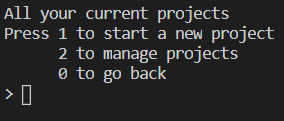 All your current projects
Press 1 to start a new project
      2 to manage projects
      0 to go back
>